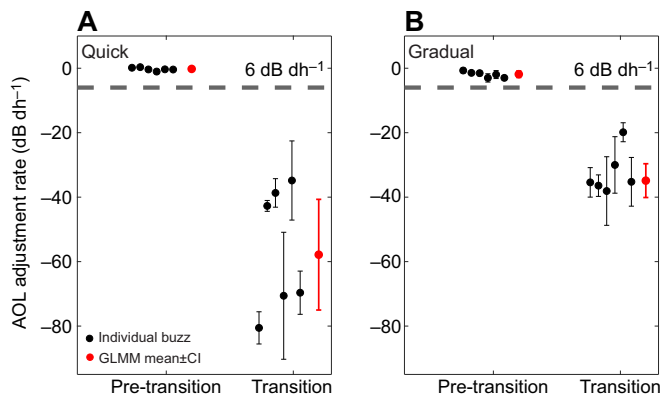 A
Quick
6 dB dh⁻¹
AOL adjustment rate (dB dh⁻¹)
0
–20
–40
–60
–80
Individual buzz
GLMM mean±CI
Pre-transition
Transition
B
Gradual
6 dB dh⁻¹
0
–20
–40
–60
–80
Pre-transition
Transition